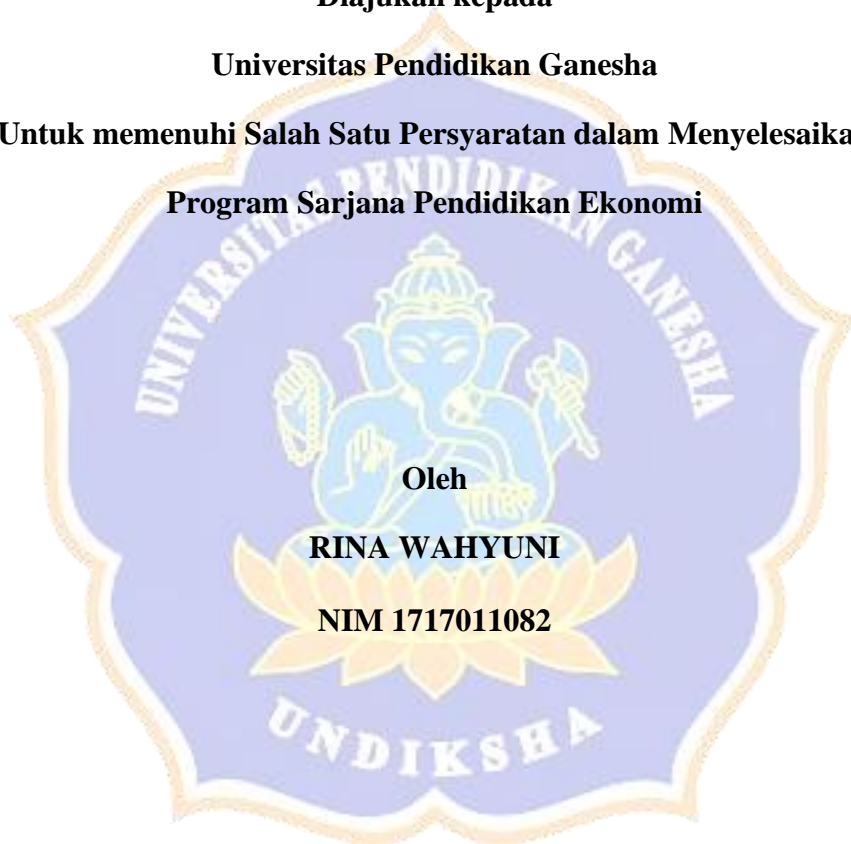 Diajukan kepada
Universitas Pendidikan Ganesha
Untuk memenuhi Salah Satu Persyaratan dalam Menyelesaika
Program Sarjana Pendidikan Ekonomi
UNIVERSITAS PENDIDIKAN GANESHA
Oleh
RINA WAHYUNI
NIM 1717011082
UNDIKSHA